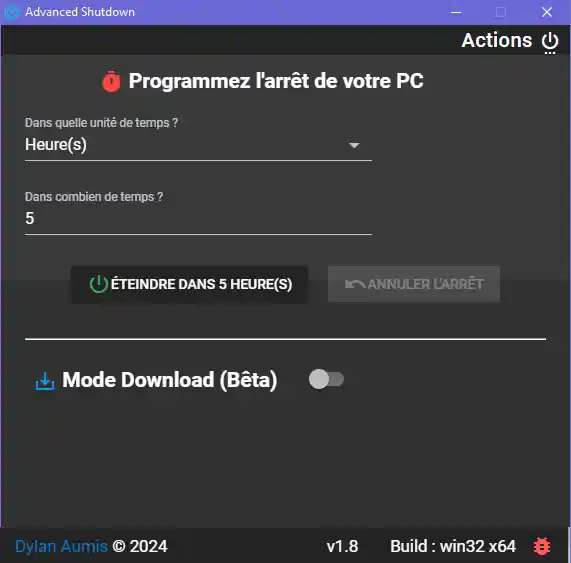 Advanced Shutdown
Actions
Programmez l'arrêt de votre PC
Dans quelle unité de temps ?
Heure(s)
Dans combien de temps ?
5
ÉTEINDRE DANS 5 HEURE(S) ANNULER L'ARRÊT
Mode Download (Bêta)
Dylan Aumis © 2024 v1.8 Build : win32 x64